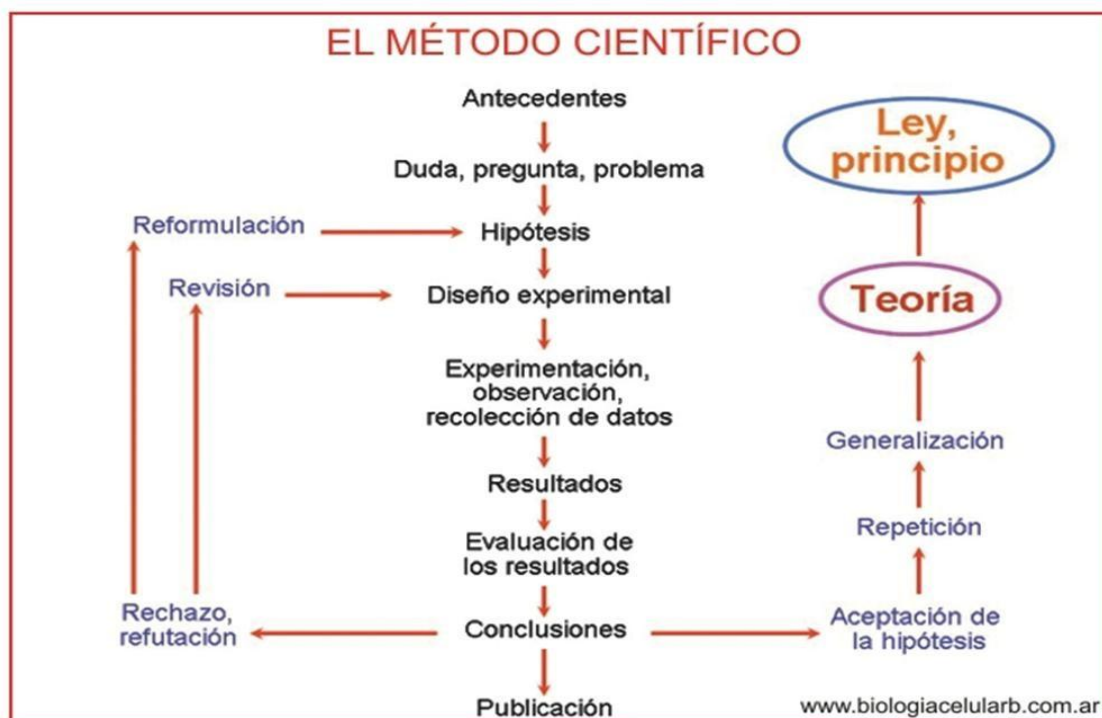 EL MÉTODO CIENTÍFICO
Antecedentes
Duda, pregunta, problema
Hipótesis
Diseño experimental
Experimentación,
observación,
recolección de datos
Resultados
Evaluación de
los resultados
Conclusiones
Publicación
Reformulación
Revisión
Rechazo,
refutación
Aceptación de
la hipótesis
Repetición
Generalización
Teoría
Ley,
principio
www.biologiacelularb.com.ar